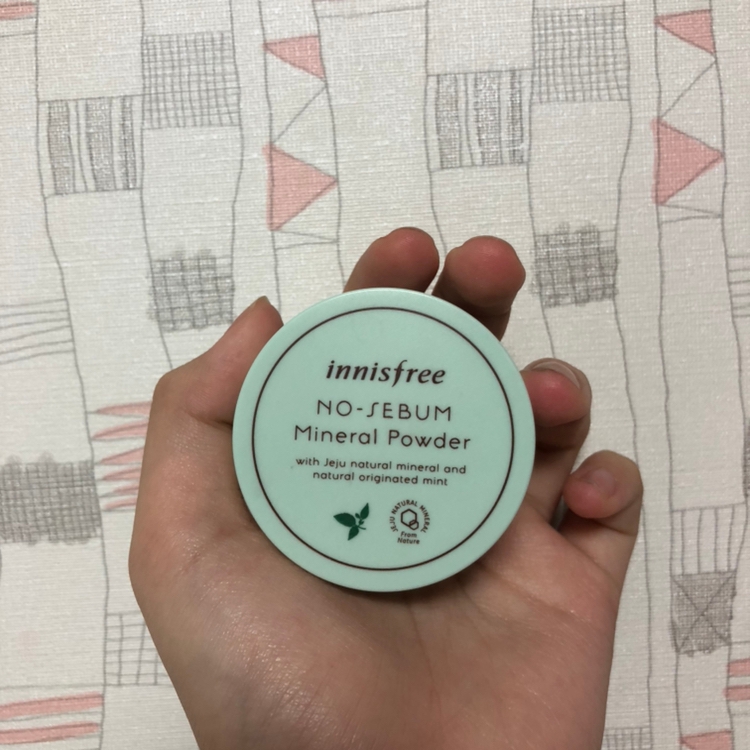 innisfree
NO-SEBUM
Mineral Powder
with Jeju natural mineral and
natural originated mint
JEJU NATURAL MINERAL
From
Nature